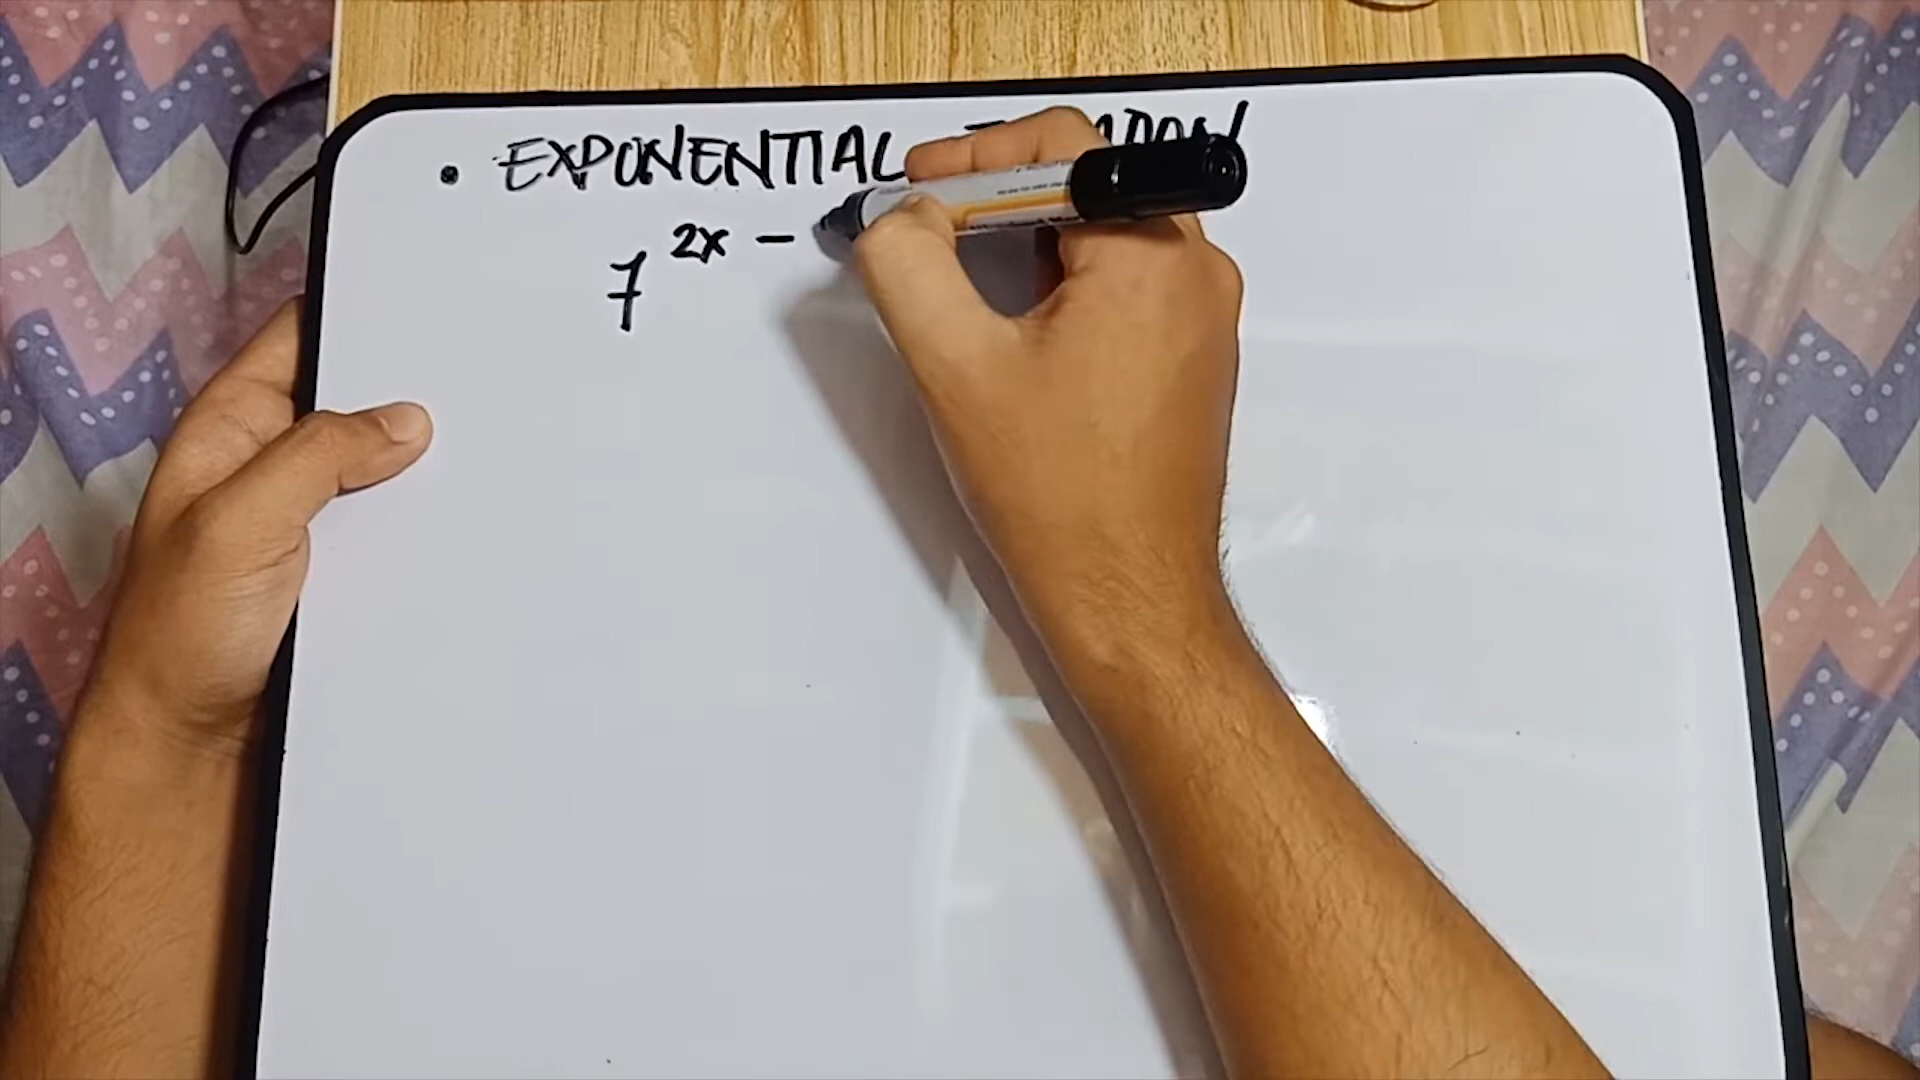 • EXPONENTIAL
7^{2x -